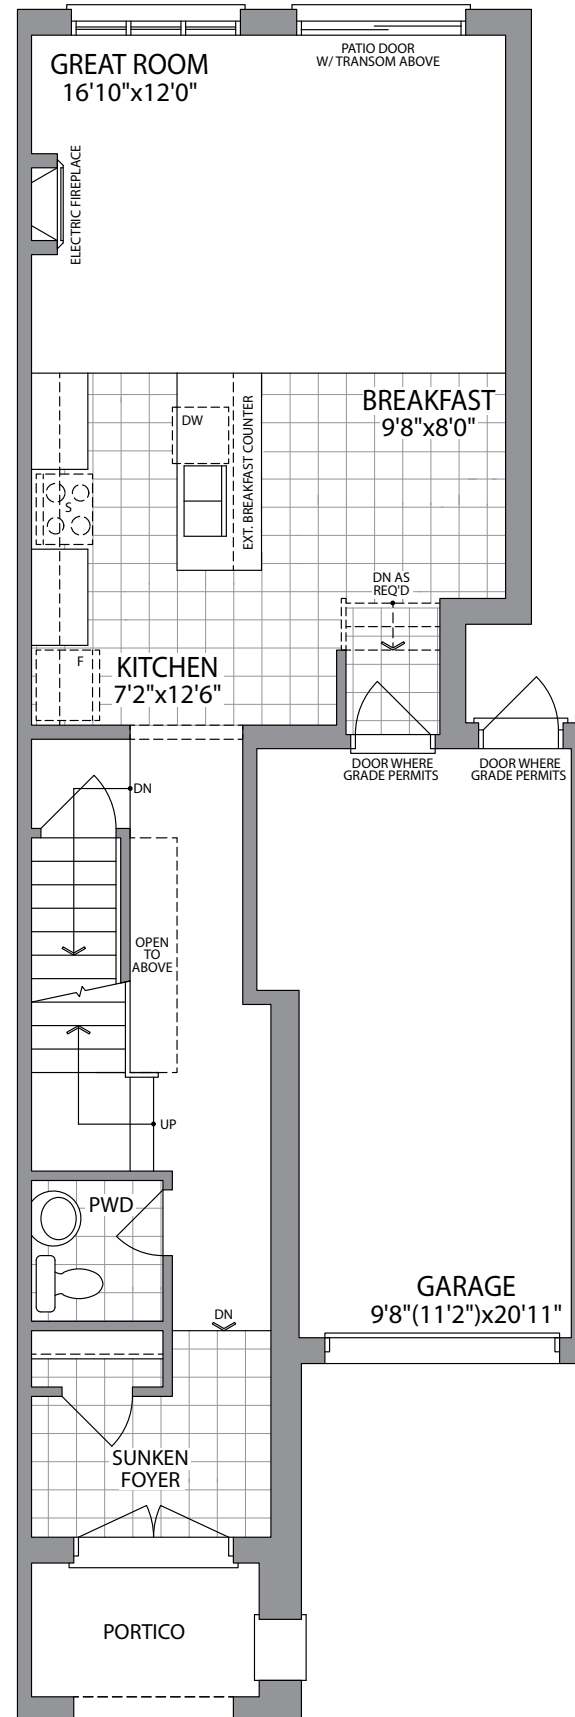 GREAT ROOM
16'10"x12'0"
PATIO DOOR
W/ TRANSOM ABOVE
ELECTRIC FIREPLACE
BREAKFAST
9'8"x8'0"
DW
EXT. BREAKFAST COUNTER
S
DN AS
REQ'D
F
KITCHEN
7'2"x12'6"
DOOR WHERE
GRADE PERMITS
DOOR WHERE
GRADE PERMITS
DN
OPEN
TO
ABOVE
UP
PWD
GARAGE
9'8"(11'2")x20'11"
DN
SUNKEN
FOYER
PORTICO